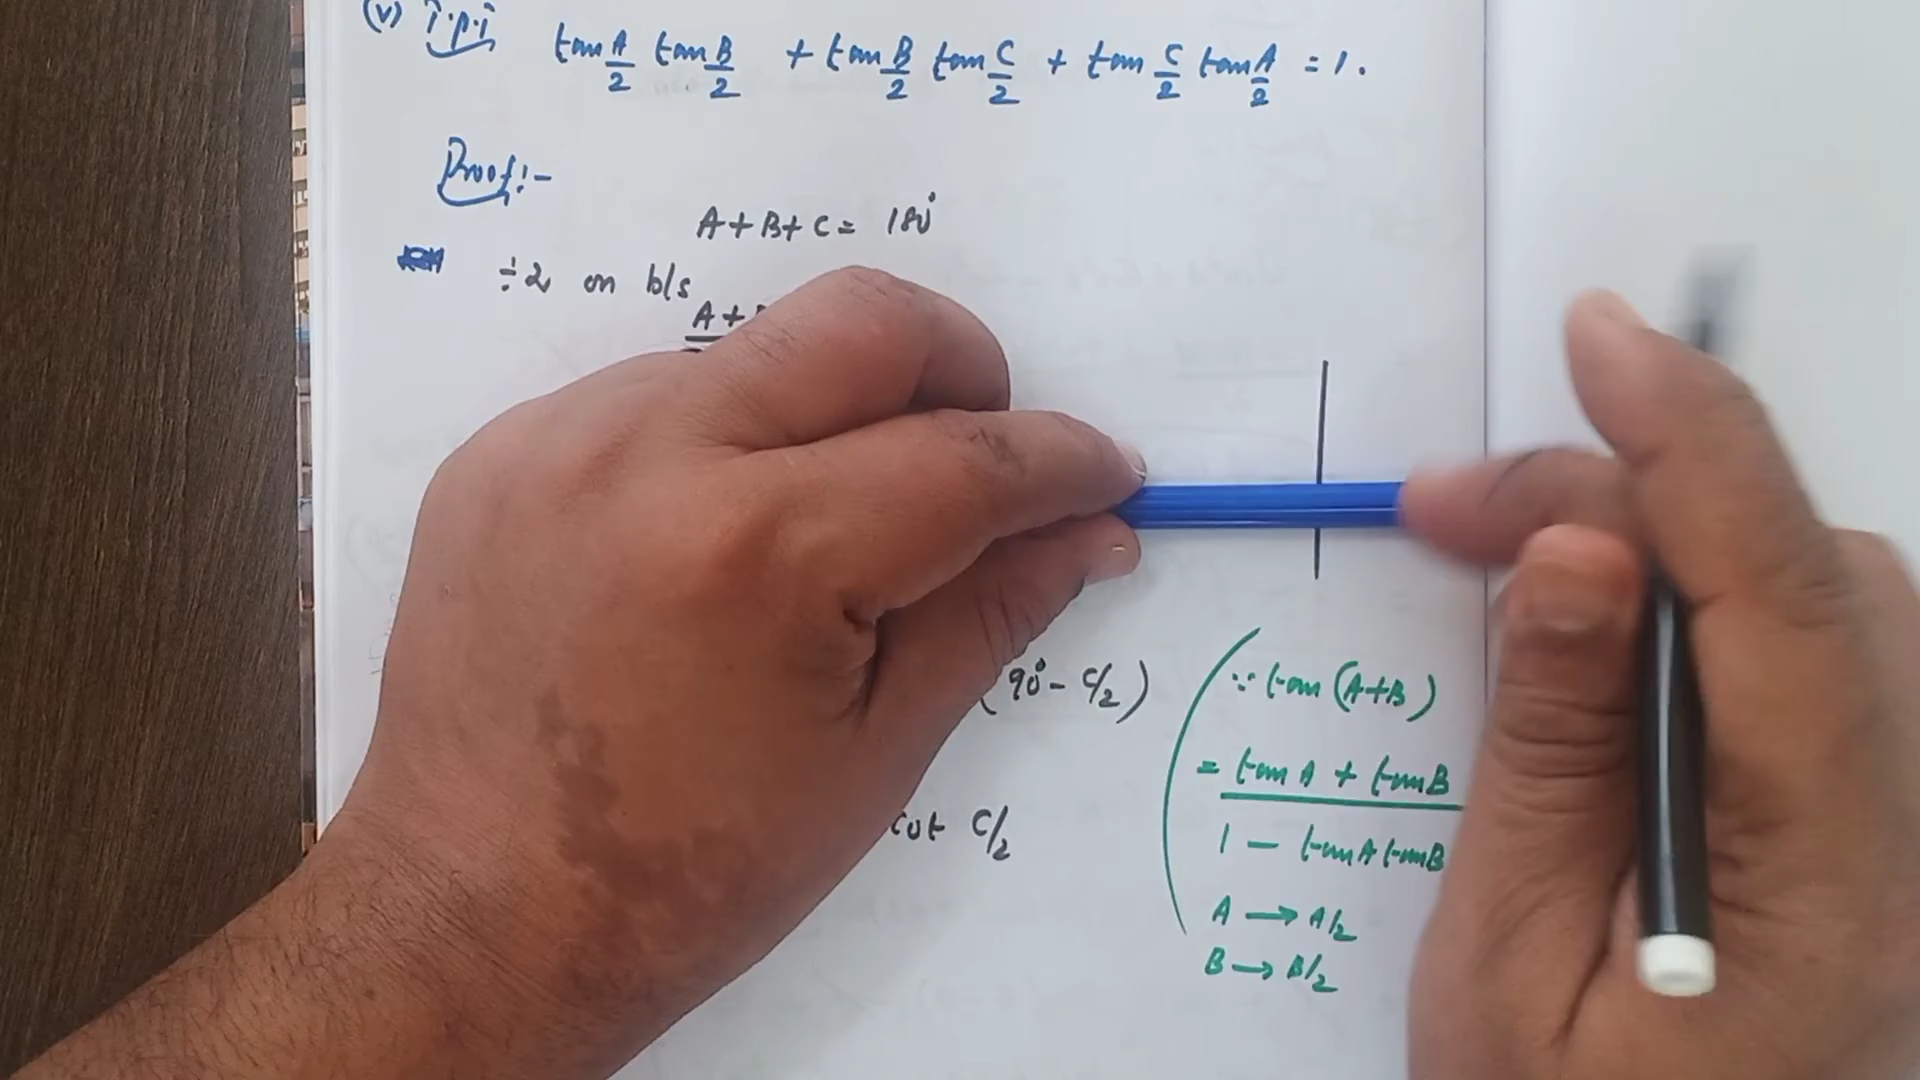 (v) T.P.T tan A/2 tan B/2 + tan B/2 tan C/2 + tan C/2 tan A/2 = 1.
Proof:-
A + B + C = 180°
÷2 on b/s
A +
(90° - C/2)
cot C/2
∵ tan (A+B)
= tan A + tan B
1 - tan A tan B
A → A/2
B → B/2